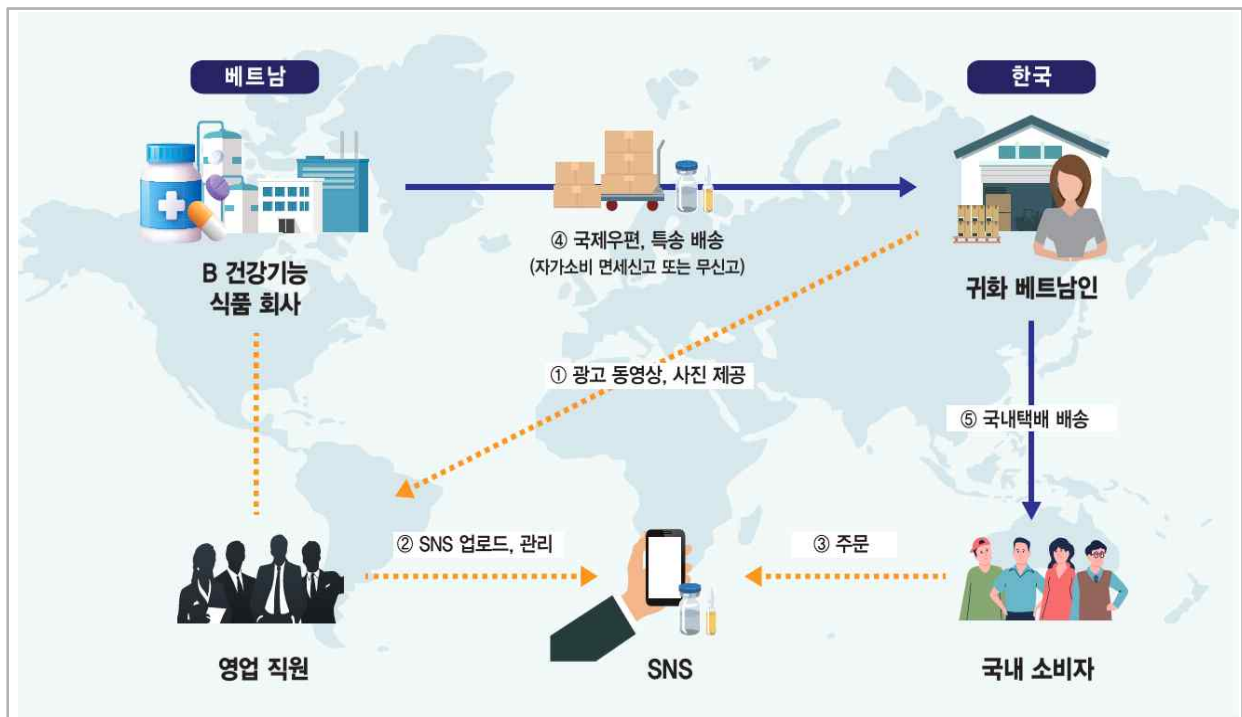 베트남
한국
④ 국제우편, 특송 배송
(자가소비 면세신고 또는 무신고)
B 건강기능
식품 회사
귀화 베트남인
① 광고 동영상, 사진 제공
⑤ 국내택배 배송
② SNS 업로드, 관리
③ 주문
영업 직원
SNS
국내 소비자